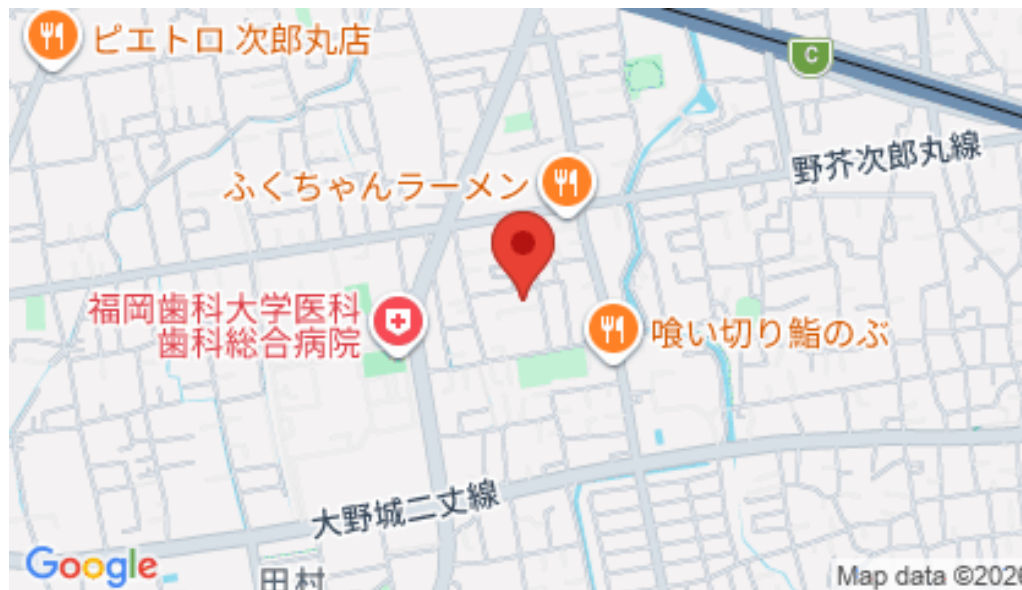 ピエトロ 次郎丸店
C
野芥次郎丸線
ふくちゃんラーメン
福岡歯科大学医科
歯科総合病院
喰い切り鮨のぶ
大野城二丈線
田村
Google
Map data ©2026